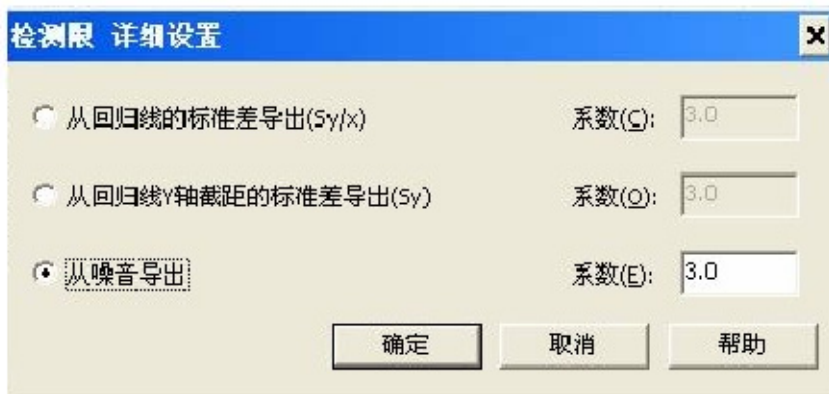 检测限 详细设置
从回归线的标准差导出(Sy/x) 系数(C): 3.0
从回归线Y轴截距的标准差导出(Sy) 系数(O): 3.0
从噪音导出 系数(E): 3.0
确定 取消 帮助